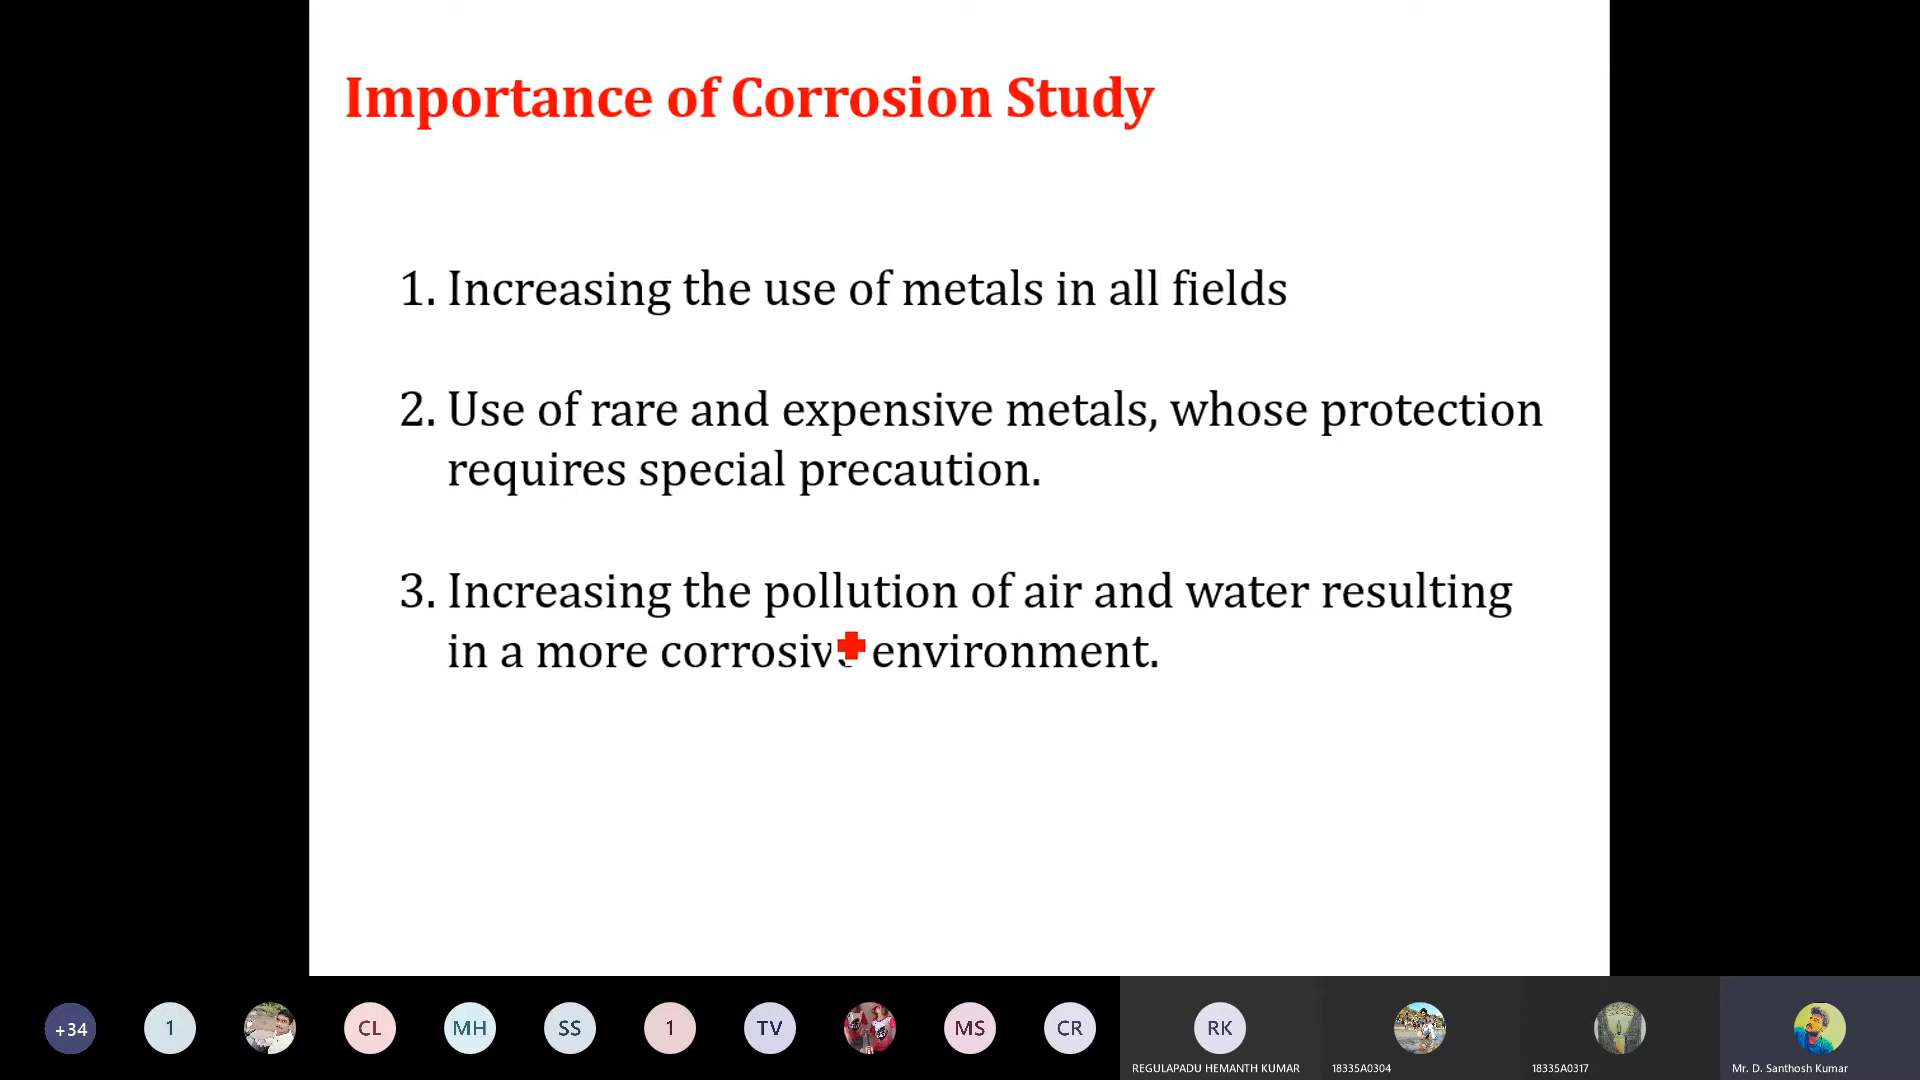 Importance of Corrosion Study
1. Increasing the use of metals in all fields
2. Use of rare and expensive metals, whose protection
requires special precaution.
3. Increasing the pollution of air and water resulting
in a more corrosive environment.
+34 1 CL MH SS 1 TV MS CR RK
REGULAPADU HEMANTH KUMAR 18335A0304 18335A0317 Mr. D. Santhosh Kumar